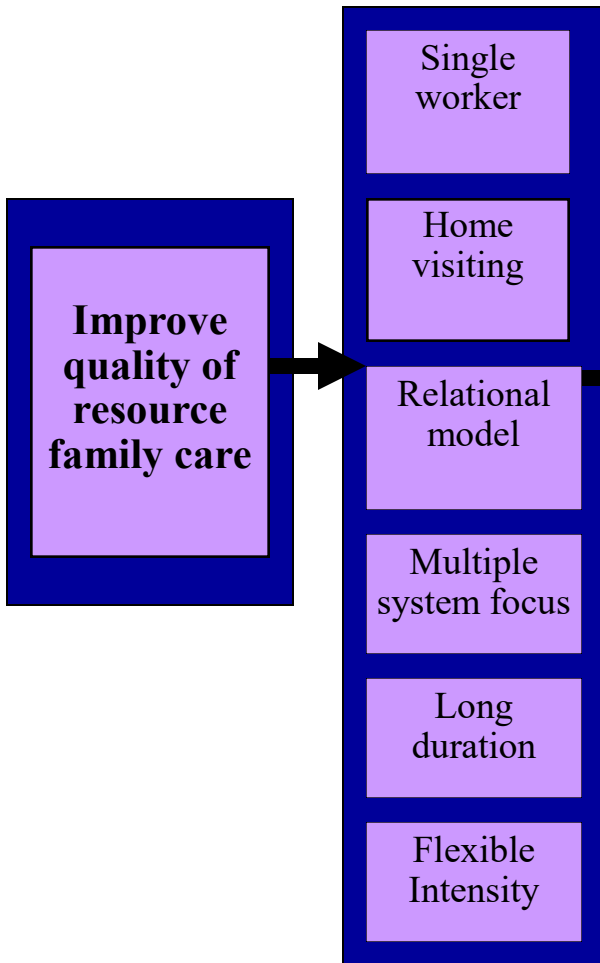 Single
worker
Home
visiting
Improve
quality of
resource
family care
Relational
model
Multiple
system focus
Long
duration
Flexible
Intensity